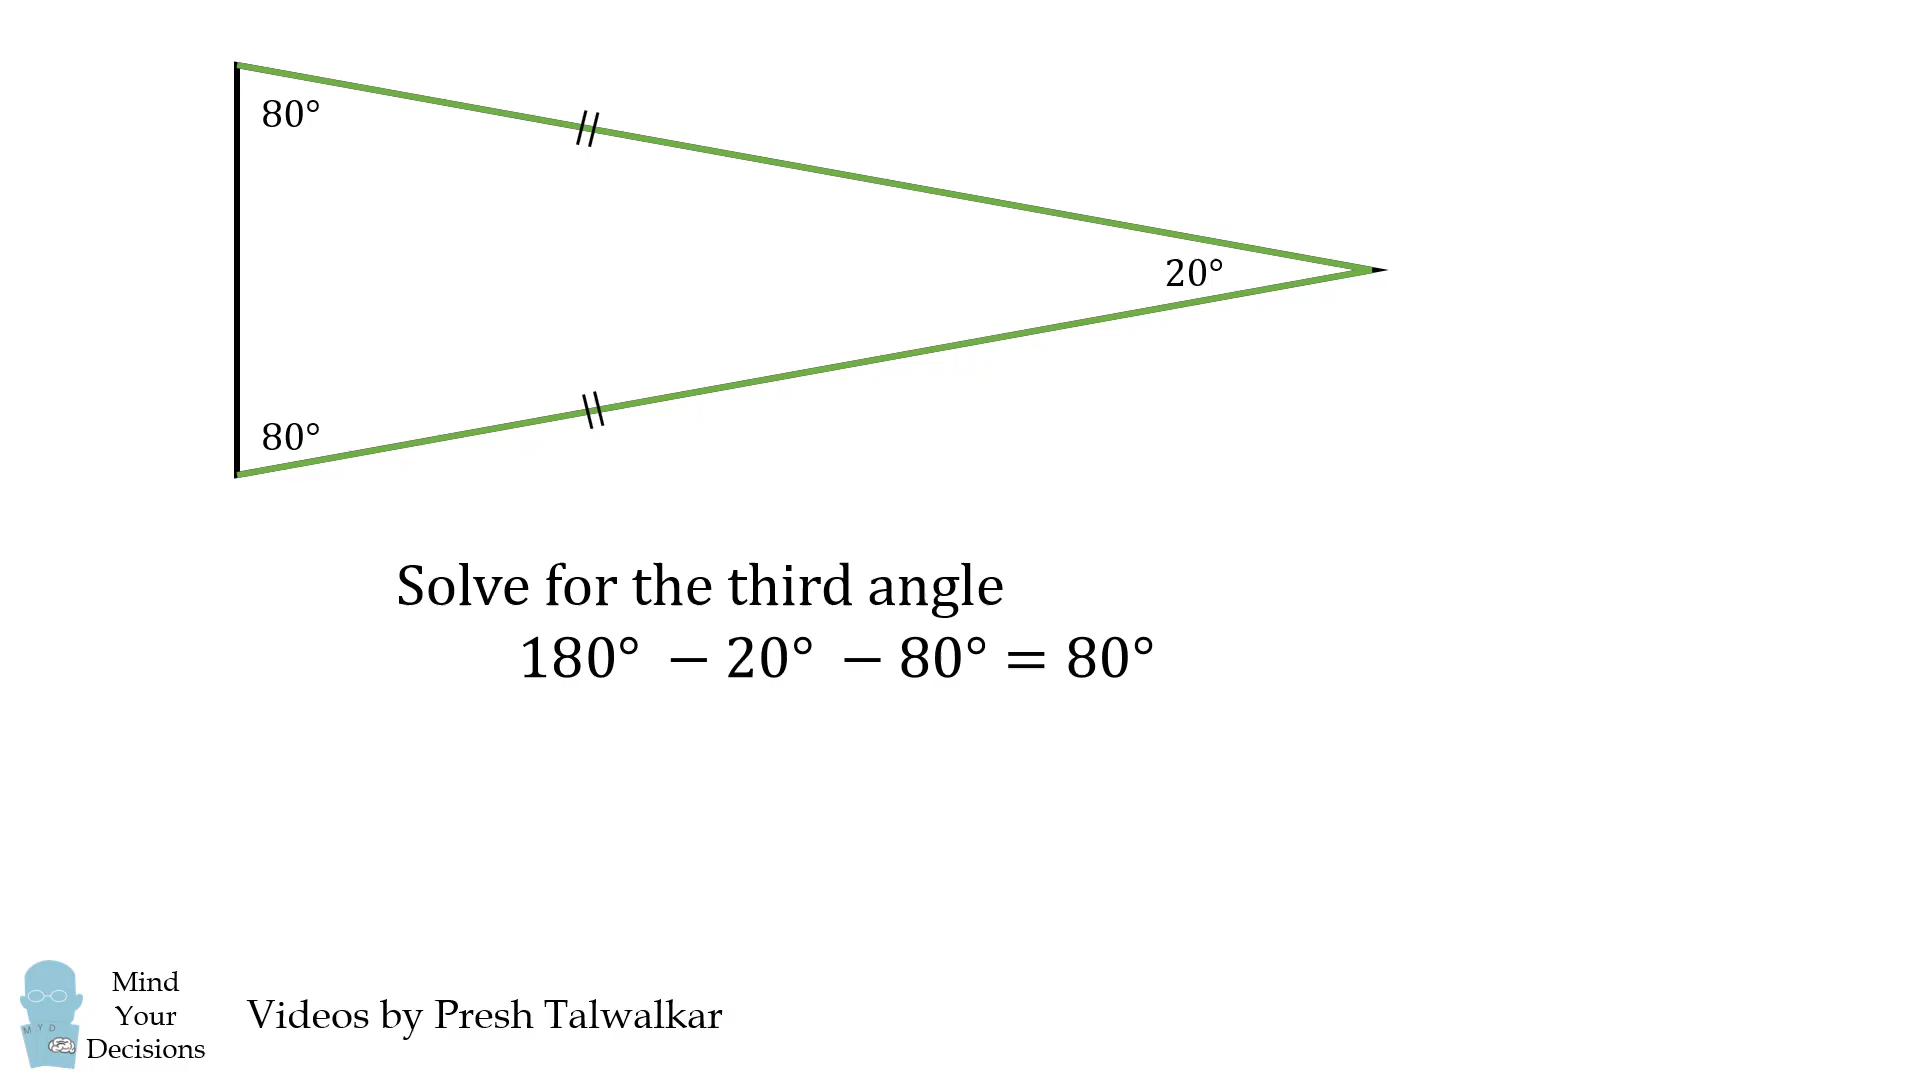 80°
20°
80°
Solve for the third angle
180° − 20° − 80° = 80°
M Y D
Mind
Your
Decisions
Videos by Presh Talwalkar